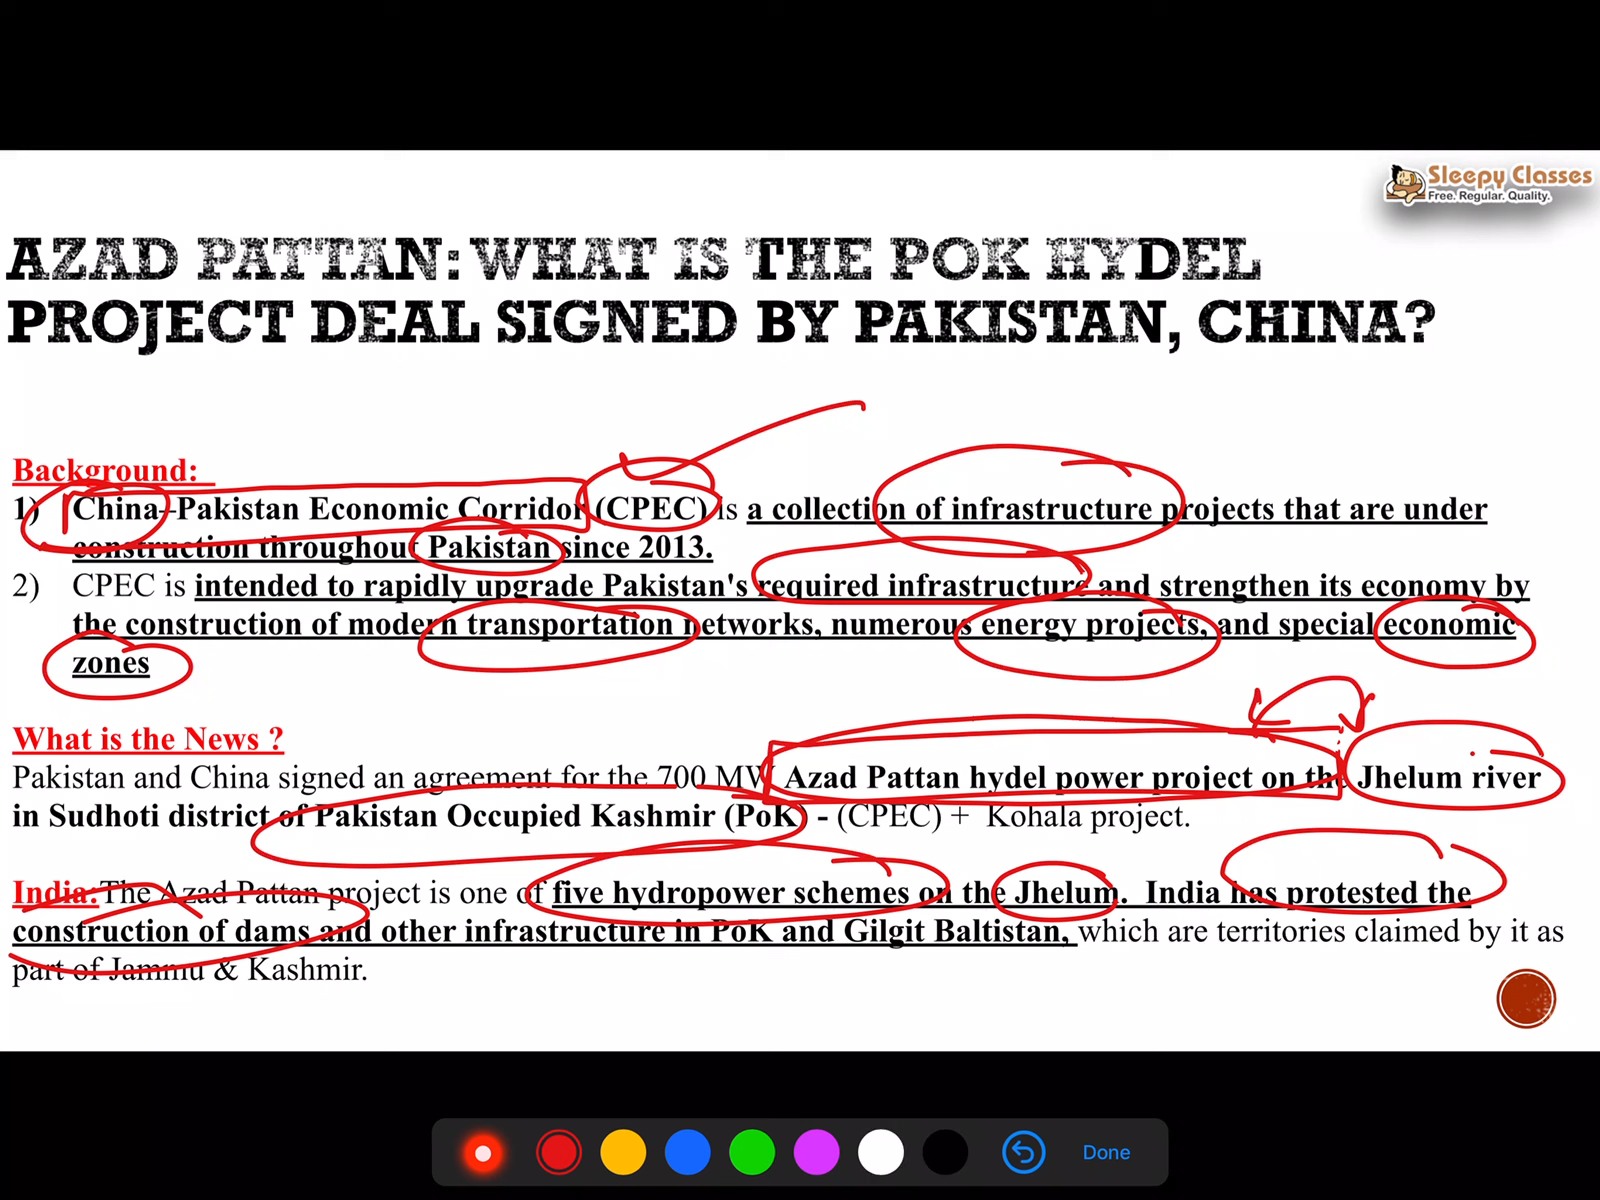 Sleepy Classes
Free. Regular. Quality.
AZAD PATTAN: WHAT IS THE POK HYDEL
PROJECT DEAL SIGNED BY PAKISTAN, CHINA?
Background:
1) China–Pakistan Economic Corridor (CPEC) is a collection of infrastructure projects that are under
construction throughout Pakistan since 2013.
2) CPEC is intended to rapidly upgrade Pakistan's required infrastructure and strengthen its economy by
the construction of modern transportation networks, numerous energy projects, and special economic
zones
What is the News ?
Pakistan and China signed an agreement for the 700 MW Azad Pattan hydel power project on the Jhelum river
in Sudhoti district of Pakistan Occupied Kashmir (PoK) - (CPEC) + Kohala project.
India:The Azad Pattan project is one of five hydropower schemes on the Jhelum. India has protested the
construction of dams and other infrastructure in PoK and Gilgit Baltistan, which are territories claimed by it as
part of Jammu & Kashmir.
Done